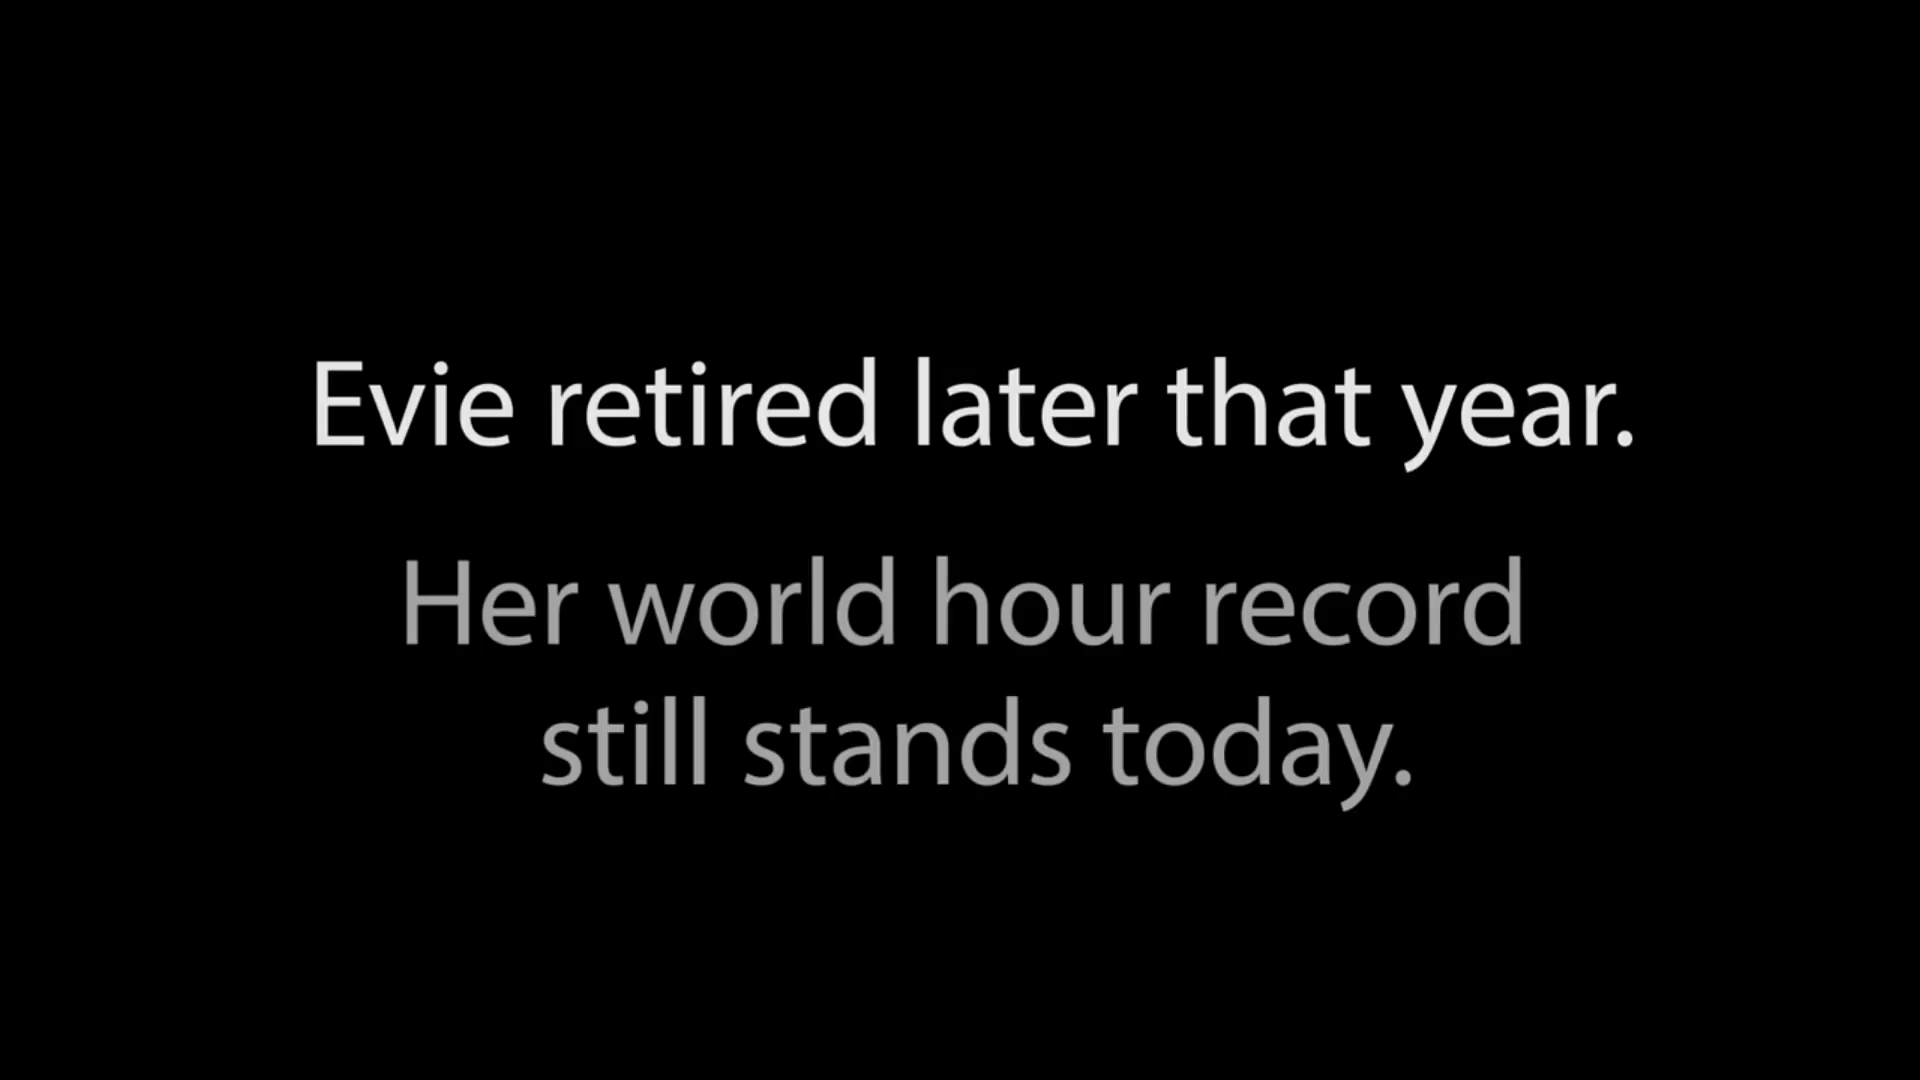 Evie retired later that year.
Her world hour record
still stands today.